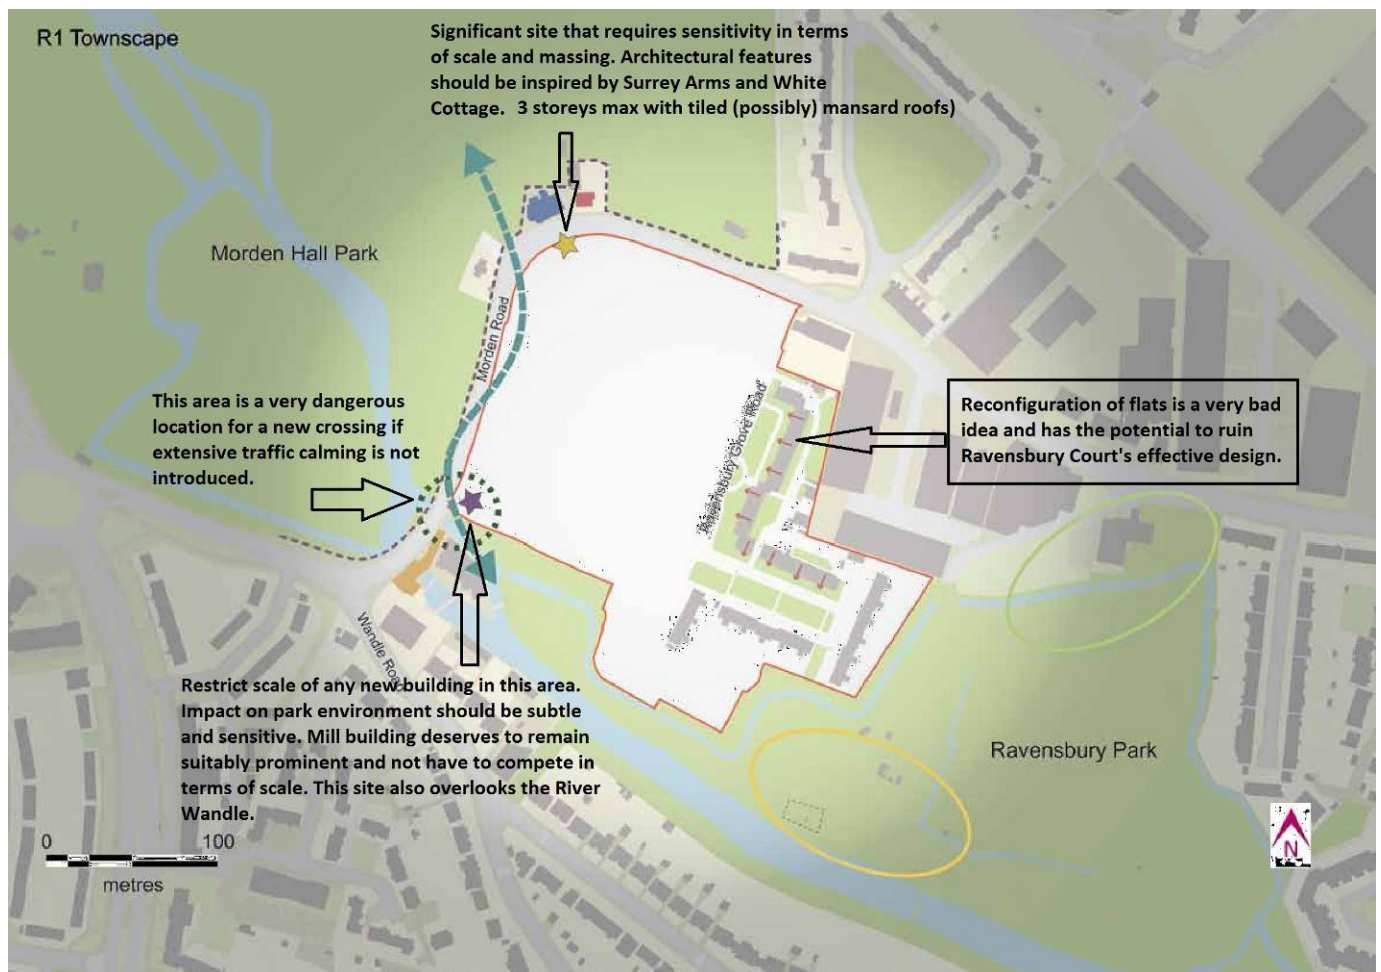 R1 Townscape
Significant site that requires sensitivity in terms
of scale and massing. Architectural features
should be inspired by Surrey Arms and White
Cottage. 3 storeys max with tiled (possibly) mansard roofs)
Morden Hall Park
Morden Road
This area is a very dangerous
location for a new crossing if
extensive traffic calming is not
introduced.
Ravensbury Grove Road
Reconfiguration of flats is a very bad
idea and has the potential to ruin
Ravensbury Court's effective design.
Wandle Road
Restrict scale of any new building in this area.
Impact on park environment should be subtle
and sensitive. Mill building deserves to remain
suitably prominent and not have to compete in
terms of scale. This site also overlooks the River
Wandle.
Ravensbury Park
0 100
metres
N